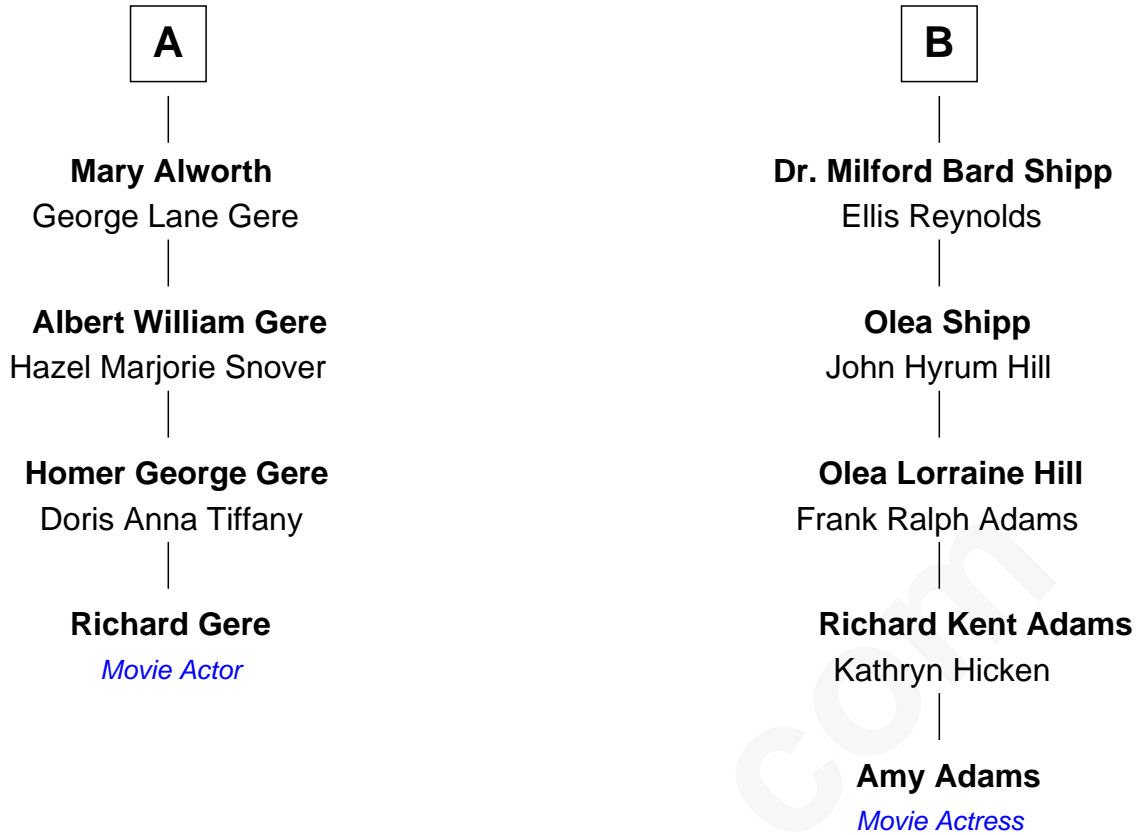 A
Mary Alworth
George Lane Gere
Albert William Gere
Hazel Marjorie Snover
Homer George Gere
Doris Anna Tiffany
Richard Gere
Movie Actor
B
Dr. Milford Bard Shipp
Ellis Reynolds
Olea Shipp
John Hyrum Hill
Olea Lorraine Hill
Frank Ralph Adams
Richard Kent Adams
Kathryn Hicken
Amy Adams
Movie Actress
com